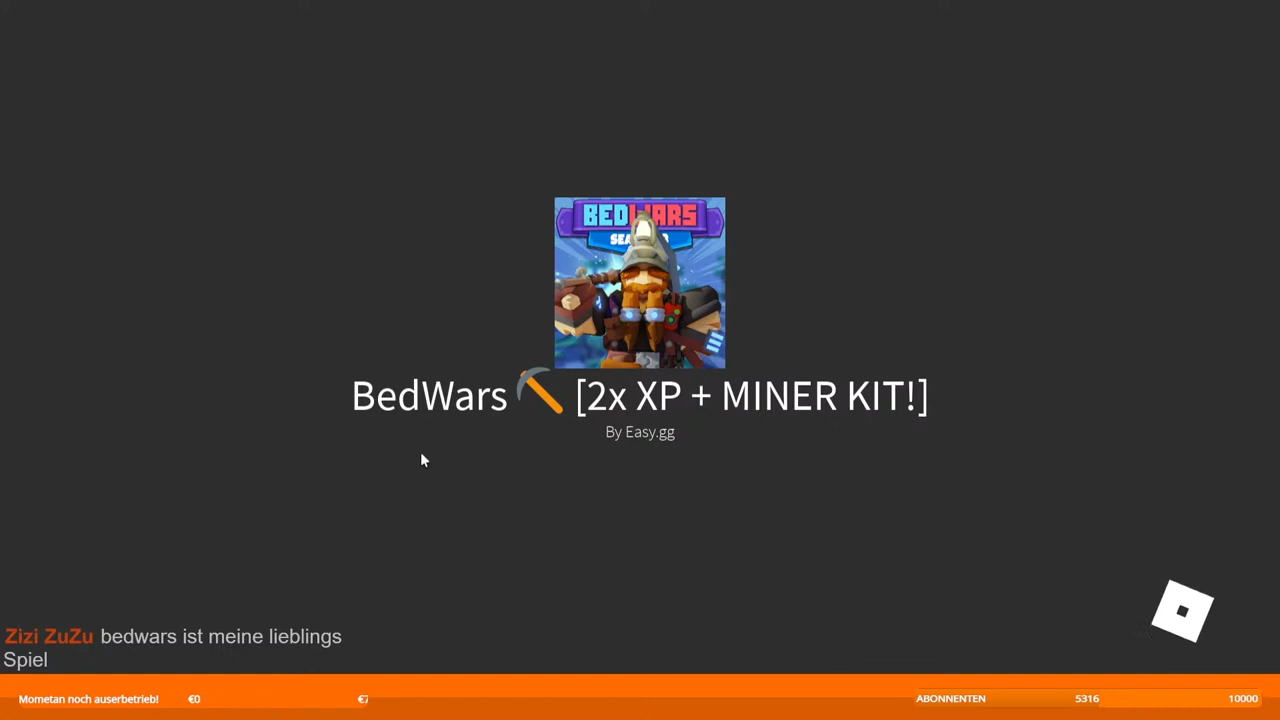 BEDWARS
BedWars [2x XP + MINER KIT!]
By Easy.gg
Zizi ZuZu bedwars ist meine lieblings
Spiel
Mometan noch auserbetrieb! €0 €7 ABONNENTEN 5316 10000